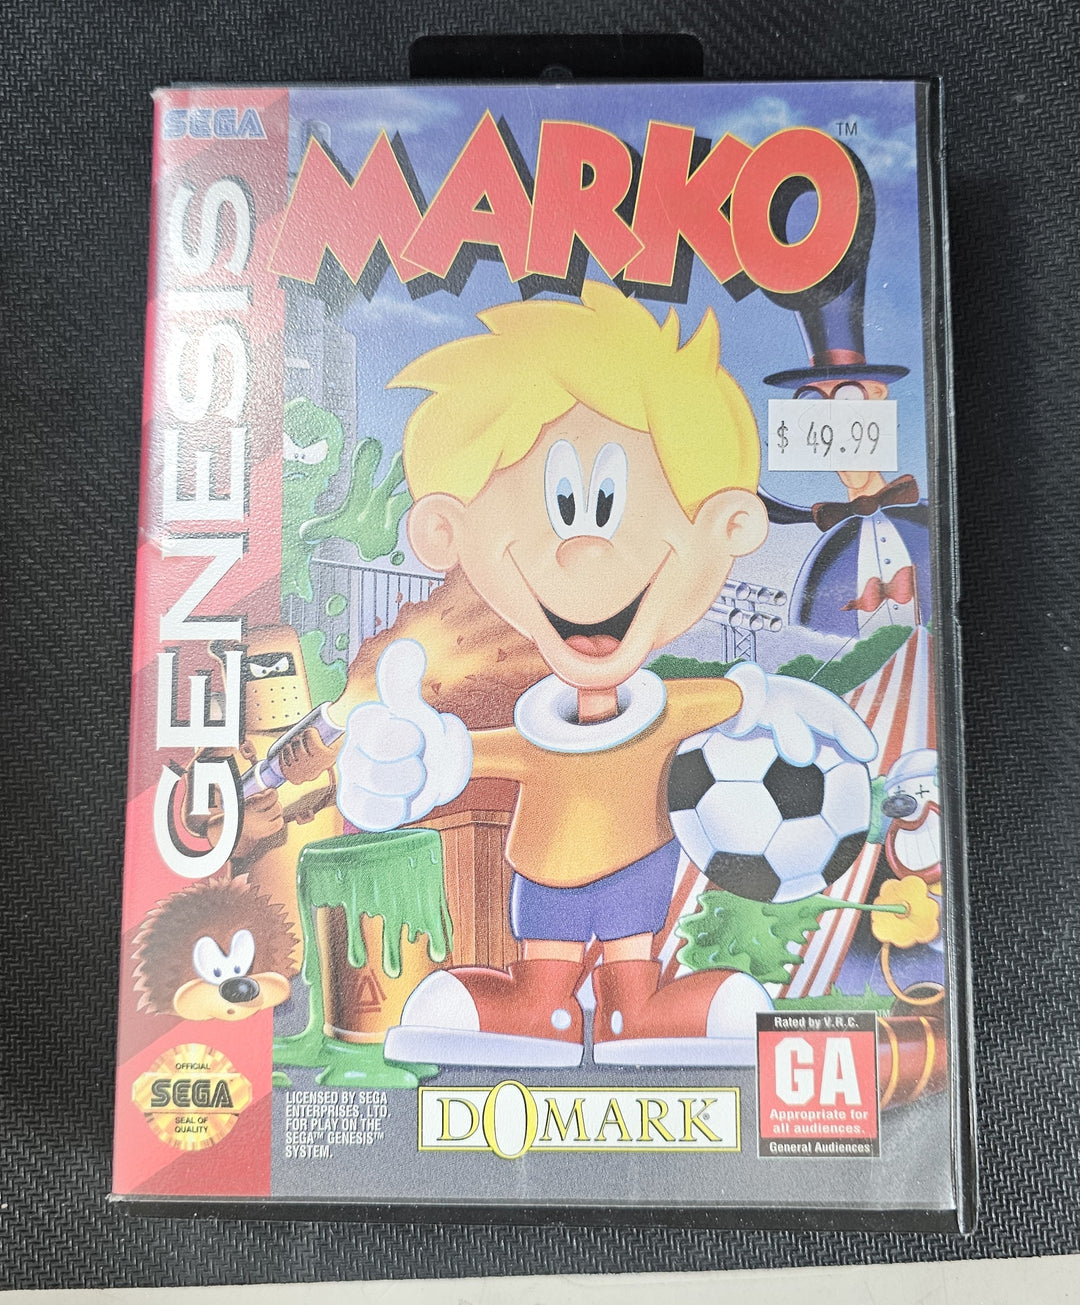 SEGA
GENESIS
MARKO™
$ 49.99
OFFICIAL
SEGA
SEAL OF
QUALITY
LICENSED BY SEGA
ENTERPRISES, LTD.
FOR PLAY ON THE
SEGA™ GENESIS™
SYSTEM.
DOMARK®
TM
Rated by V.R.C.
GA
Appropriate for
all audiences.
General Audiences